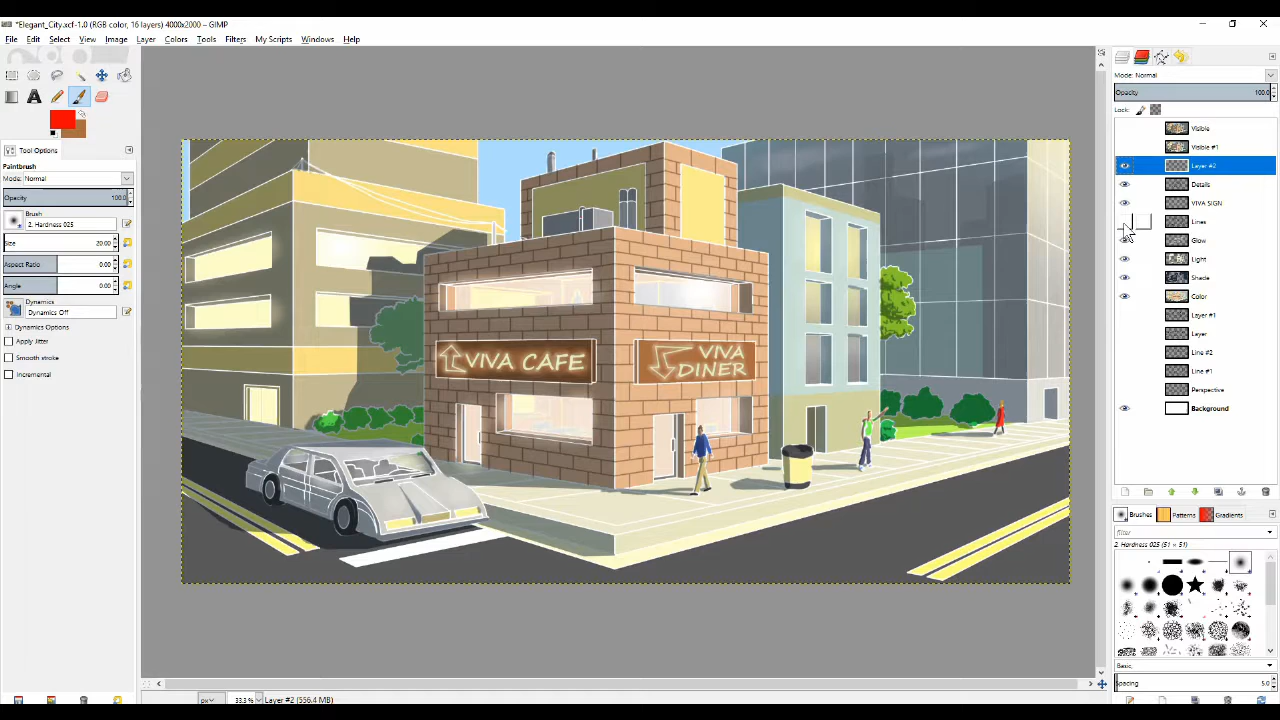 *Elegant_City.xcf-1.0 (RGB color, 16 layers) 4000x2000 – GIMP
File Edit Select View Image Layer Colors Tools Filters My Scripts Windows Help
Tool Options
Paintbrush
Mode: Normal
Opacity 100.0
Brush
2. Hardness 025
Size 20.00
Aspect Ratio 0.00
Angle 0.00
Dynamics
Dynamics Off
Dynamics Options
Apply Jitter
Smooth stroke
Incremental
VIVA CAFE
VIVA
DINER
px 33.3 % Layer #2 (556.4 MB)
Mode: Normal
Opacity 100.0
Lock:
Visible
Visible #1
Layer #2
Details
VIVA SIGN
Lines
Glow
Light
Shade
Color
Layer #1
Layer
Line #2
Line #1
Perspective
Background
Brushes Patterns Gradients
filter
2. Hardness 025 (51 × 51)
Basic,
Spacing 5.0